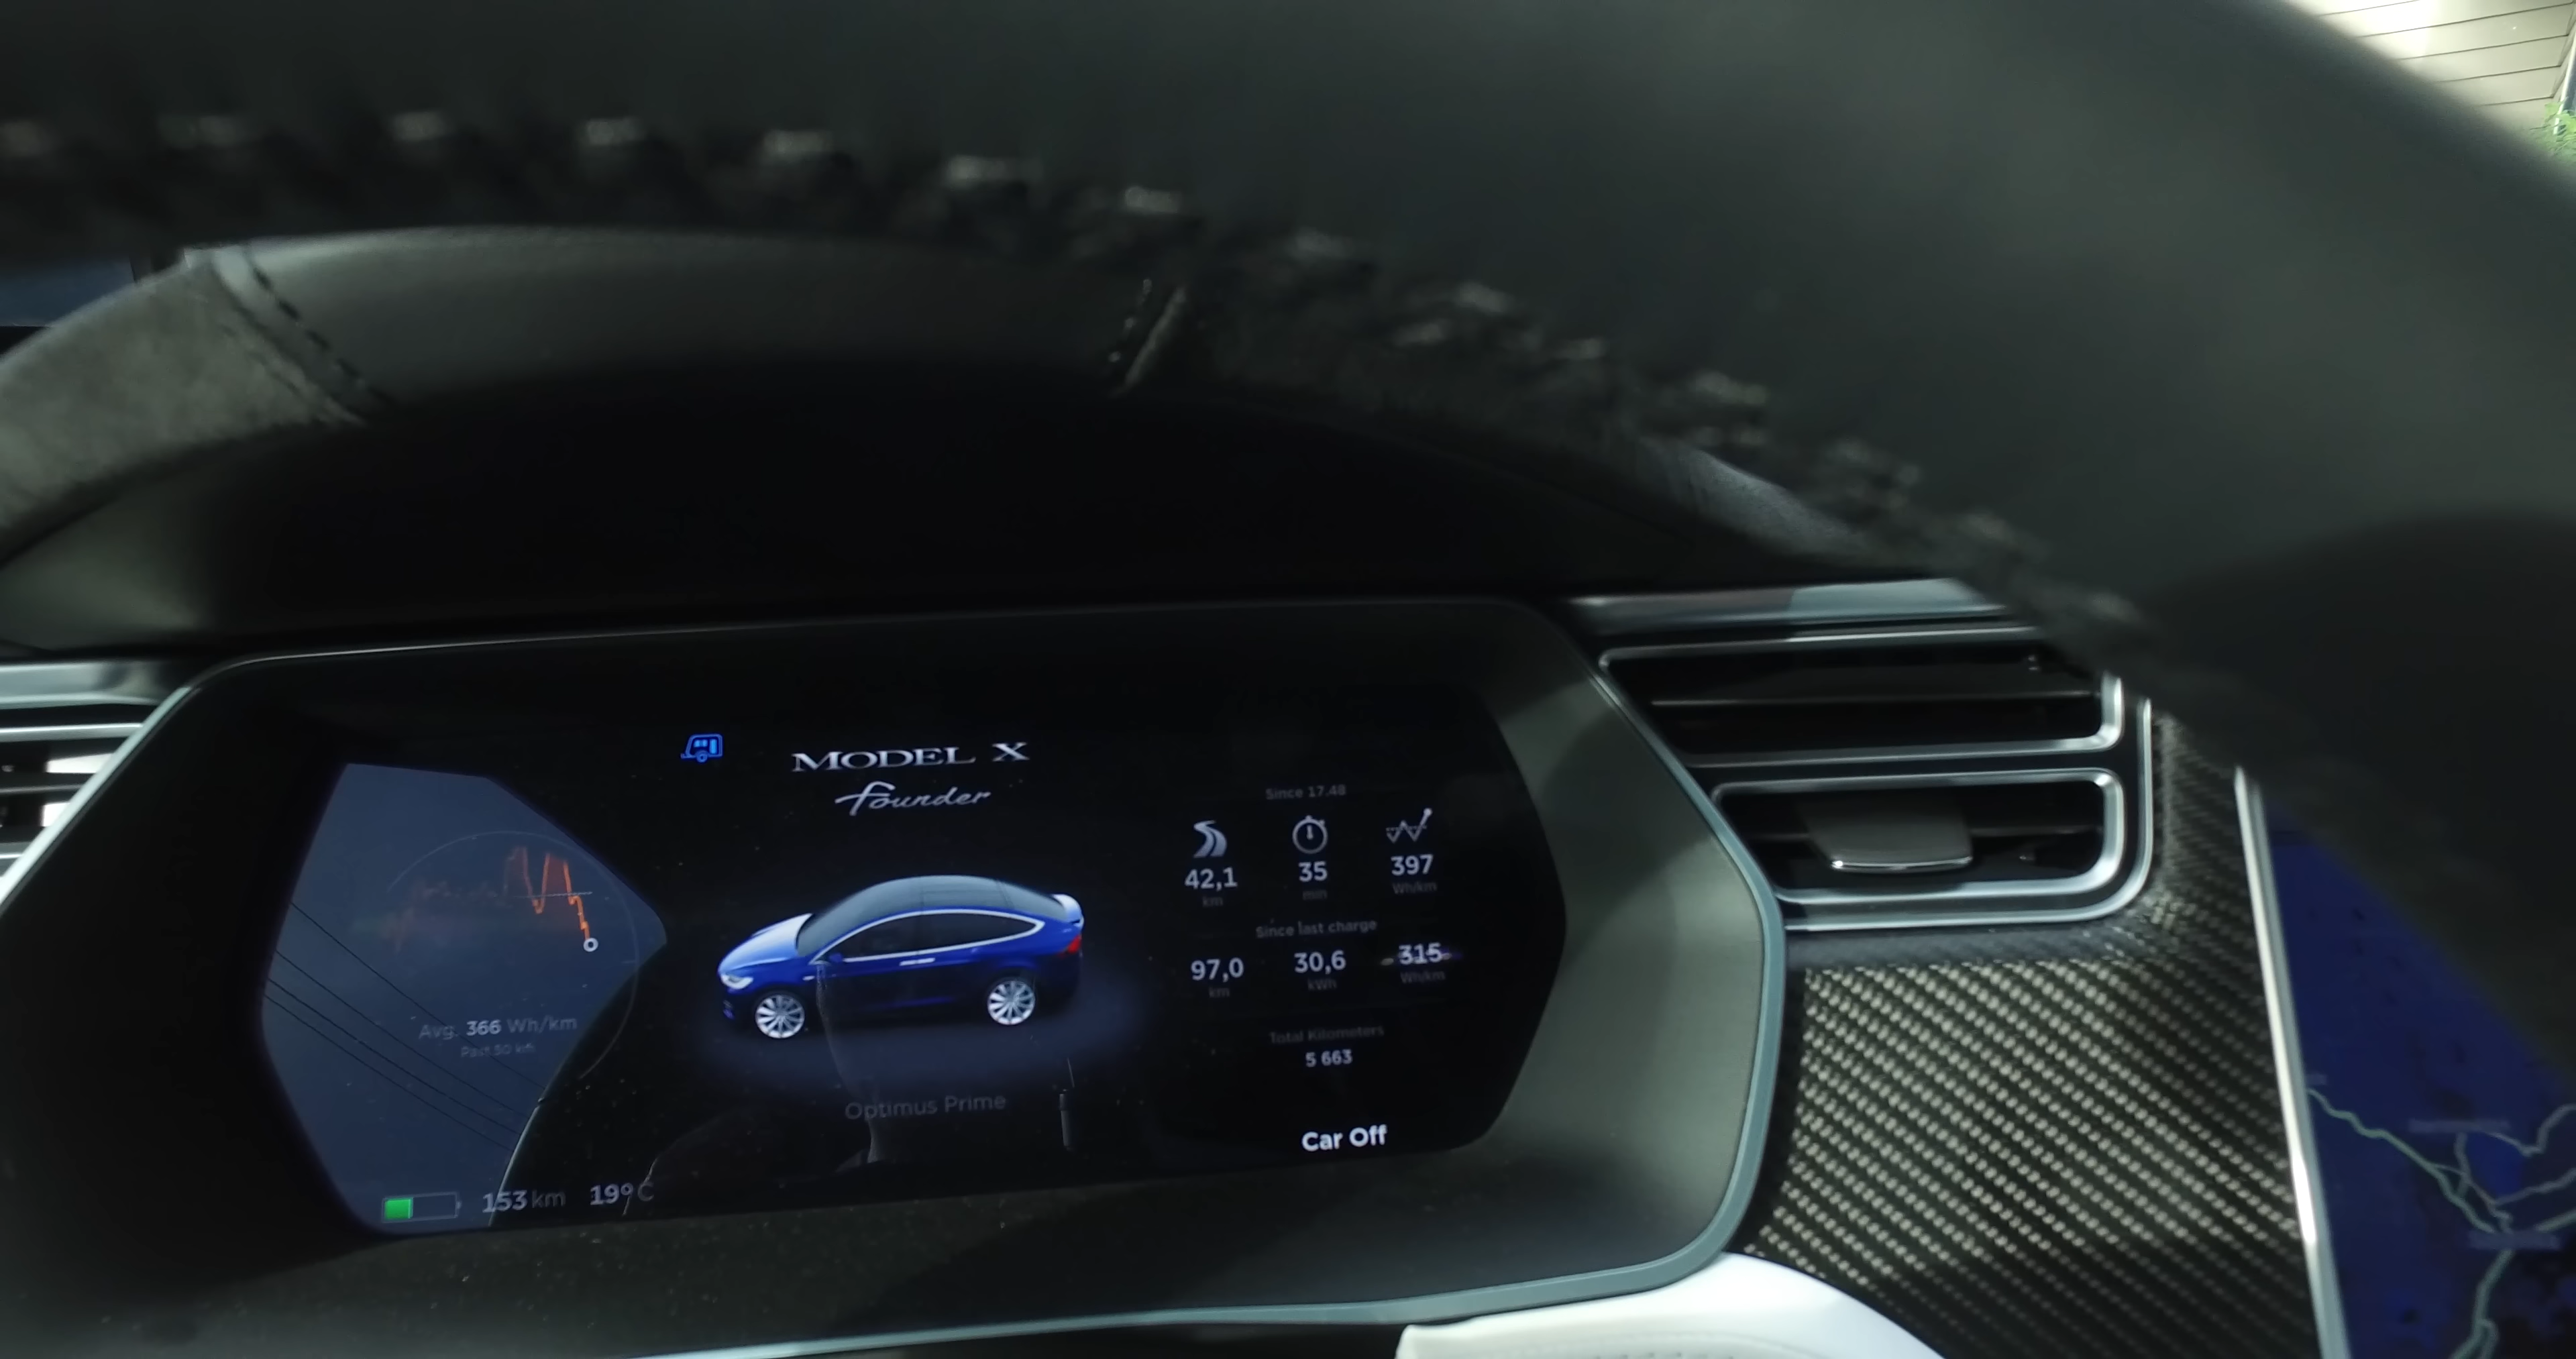 MODEL X
Founder
Since 17.48
42,1 35 397
km min Wh/km
Since last charge
97,0 30,6 315
km kWh Wh/km
Total Kilometers
5 663
Avg. 366 Wh/km
Past 50 km
Optimus Prime
Car Off
153 km 19°C